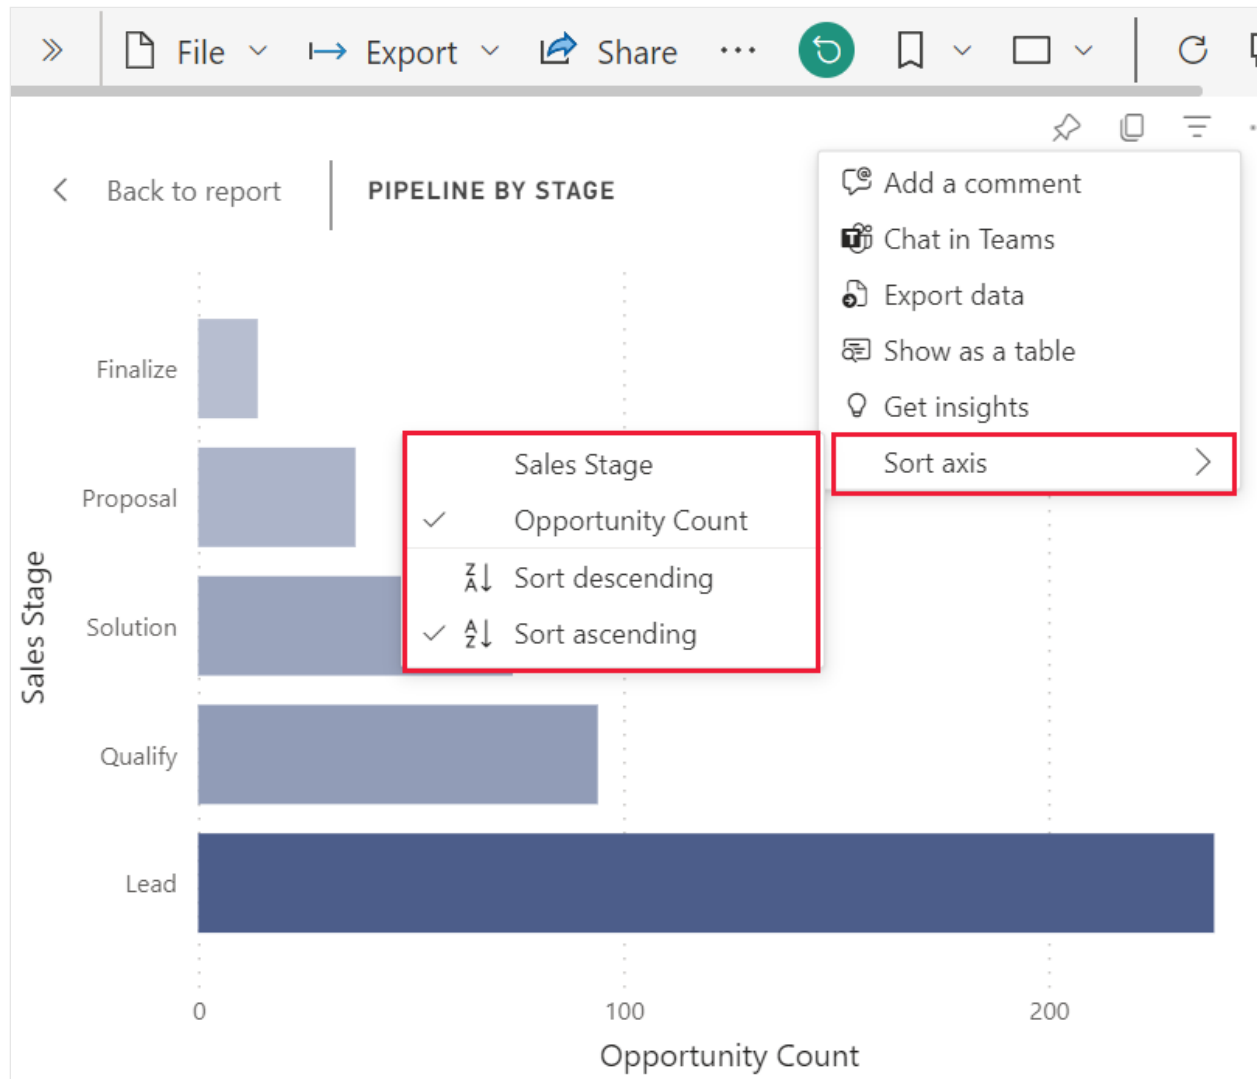 File Export Share
Back to report PIPELINE BY STAGE
Add a comment
Chat in Teams
Export data
Show as a table
Get insights
Sort axis
Sales Stage
Opportunity Count
Sort descending
Sort ascending
Sales Stage
Finalize
Proposal
Solution
Qualify
Lead
0 100 200
Opportunity Count